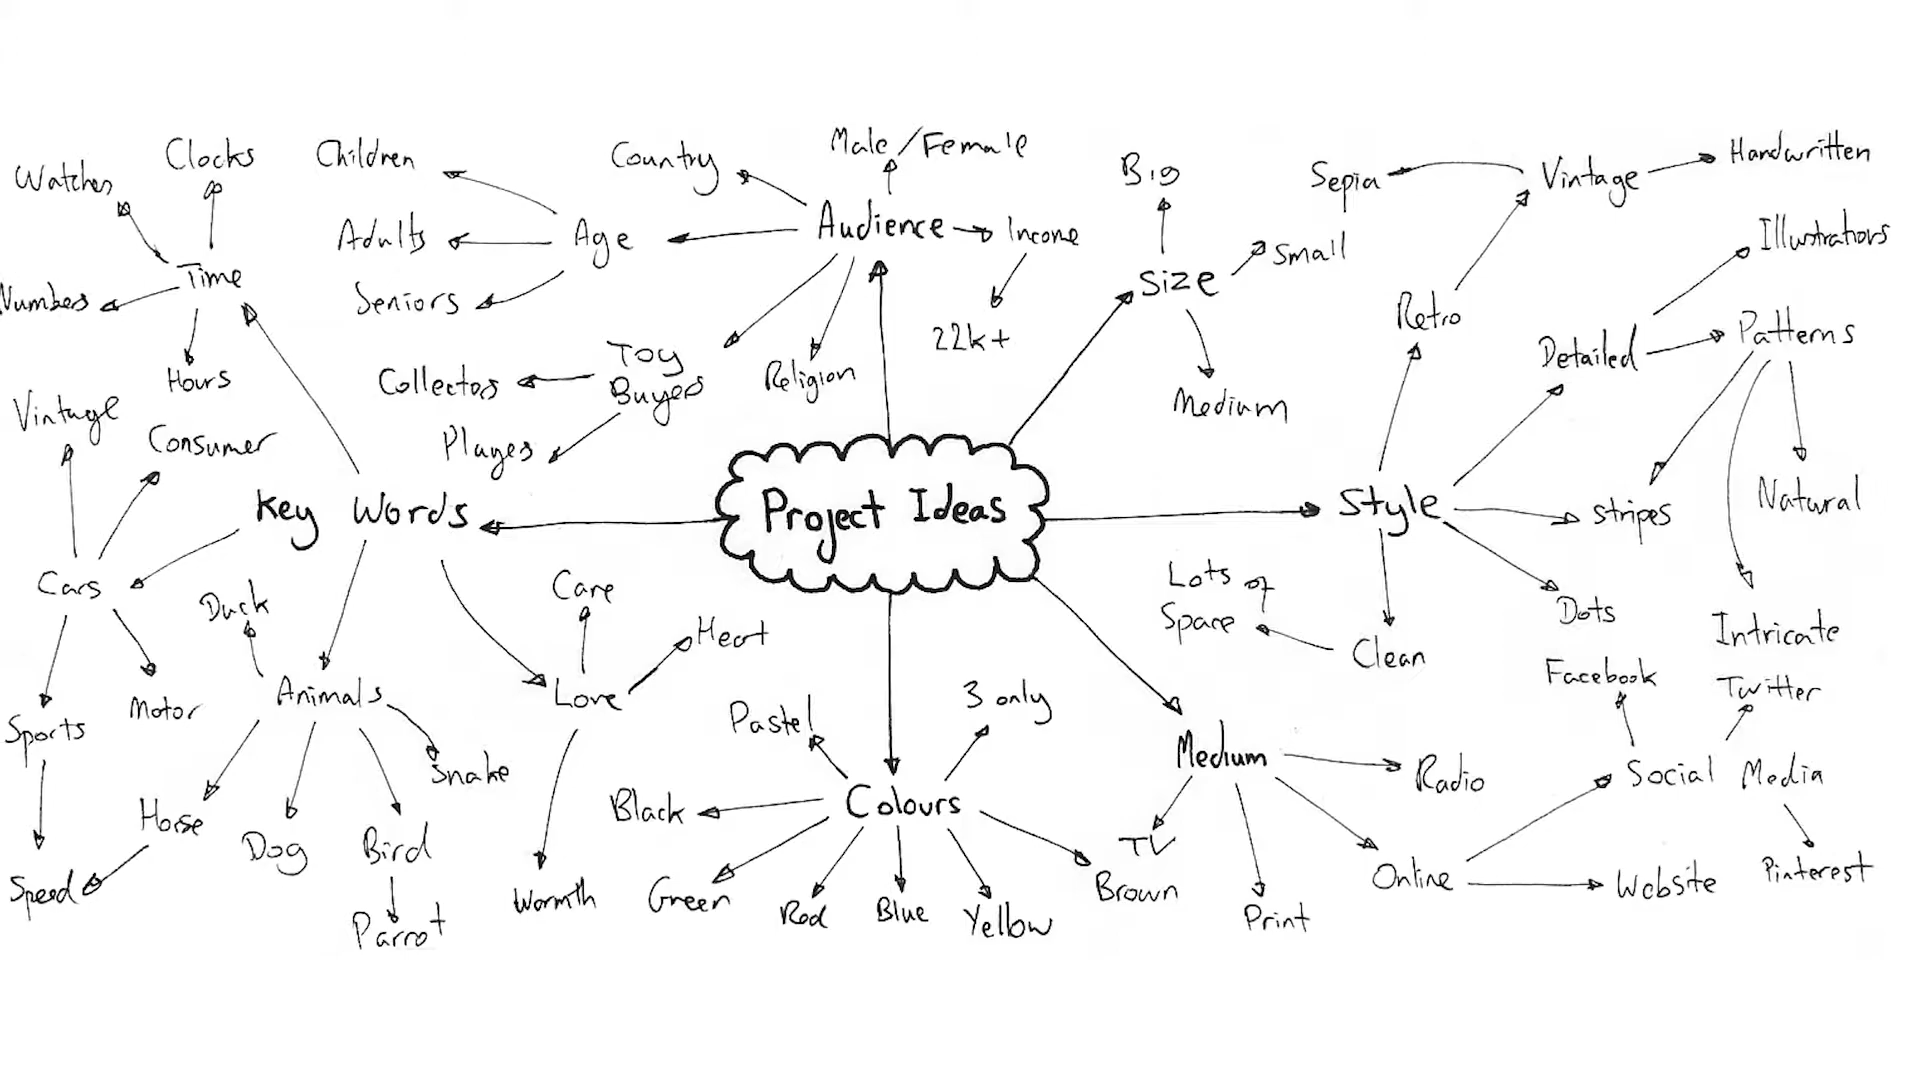 Watches
Clocks
Time
Numbers
Hours
Children
Adults
Age
Seniors
Country
Male/Female
Audience
Income
22k+
Toy
Buyers
Religion
Collectors
Players
Big
Size
Small
Medium
Sepia
Vintage
Handwritten
Retro
Illustrations
Detailed
Patterns
Natural
Style
Stripes
Dots
Intricate
Clean
Lots of
Space
Project Ideas
Key Words
Vintage
Consumer
Cars
Sports
Motor
Speed
Duck
Animals
Snake
Horse
Dog
Bird
Parrot
Care
Heart
Love
Warmth
Pastel
3 only
Colours
Black
Green
Red
Blue
Yellow
Brown
Medium
TV
Print
Radio
Online
Website
Social Media
Facebook
Twitter
Pinterest